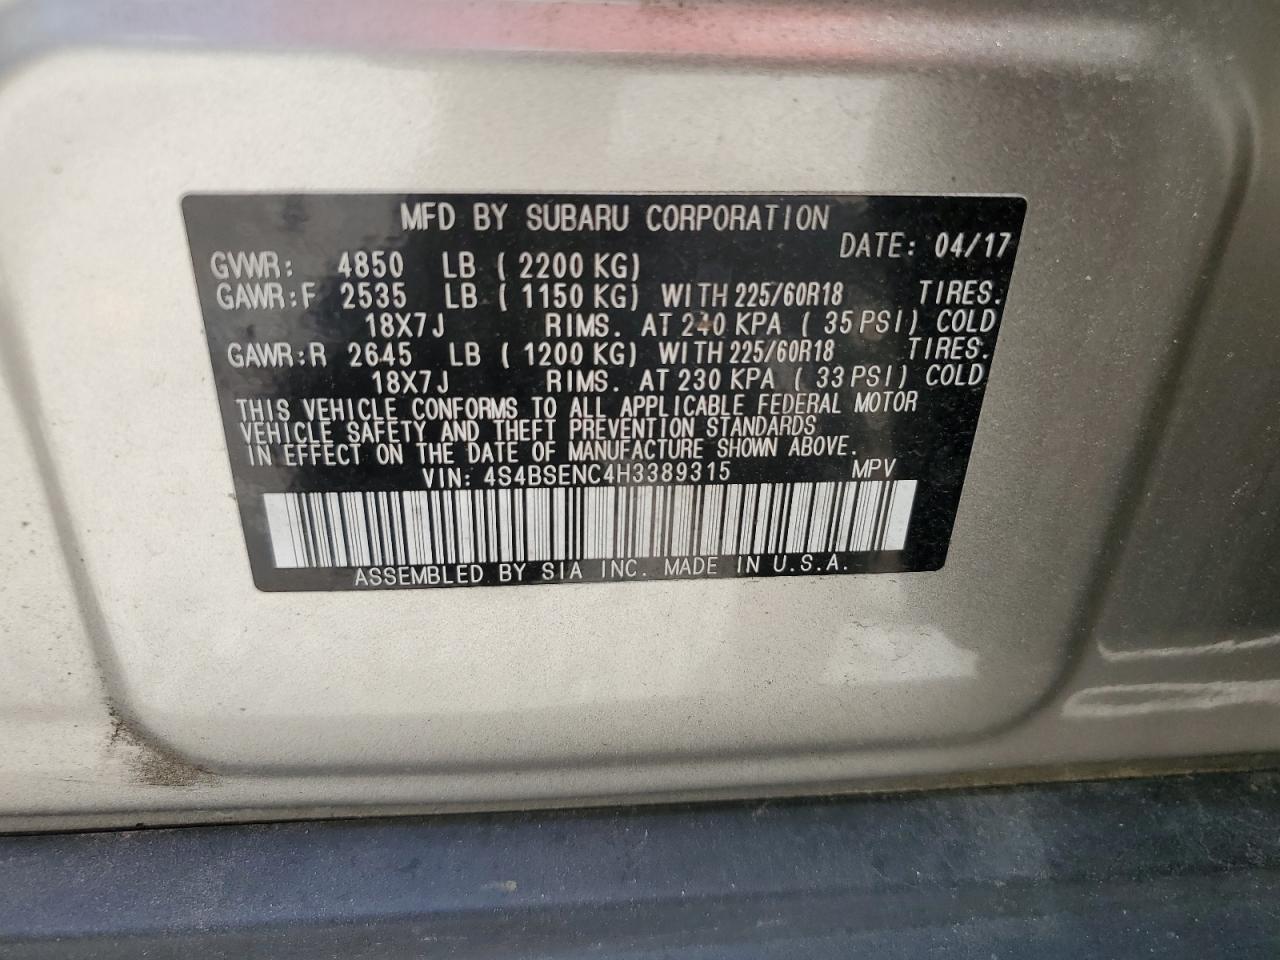 MFD BY SUBARU CORPORATION
DATE: 04/17
GVWR: 4850 LB ( 2200 KG)
GAWR:F 2535 LB ( 1150 KG) WITH 225/60R18 TIRES.
18X7J RIMS. AT 240 KPA ( 35 PSI) COLD
GAWR:R 2645 LB ( 1200 KG) WITH 225/60R18 TIRES.
18X7J RIMS. AT 230 KPA ( 33 PSI) COLD
THIS VEHICLE CONFORMS TO ALL APPLICABLE FEDERAL MOTOR
VEHICLE SAFETY AND THEFT PREVENTION STANDARDS
IN EFFECT ON THE DATE OF MANUFACTURE SHOWN ABOVE.
VIN: 4S4BSENC4H3389315 MPV
ASSEMBLED BY SIA INC. MADE IN U.S.A.